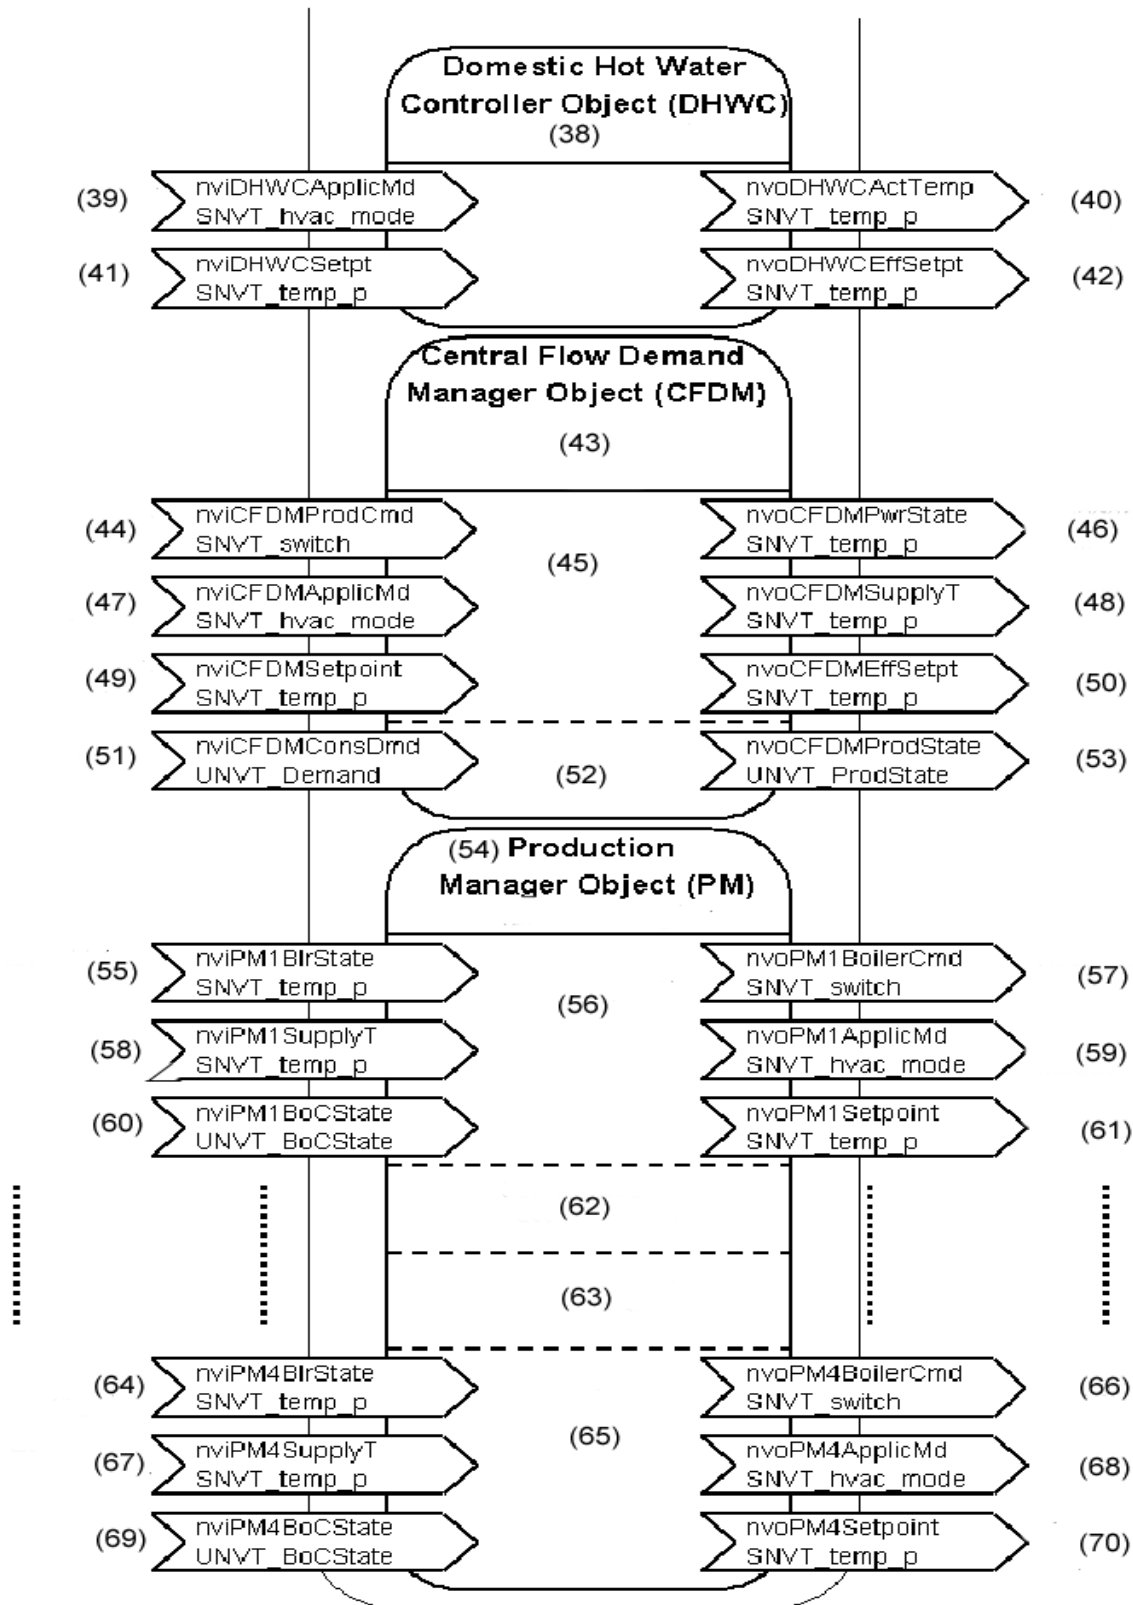 Domestic Hot Water
Controller Object (DHWC)
(38)
(39)
nviDHWCApplicMd
SNVT_hvac_mode
nvoDHWCActTemp
SNVT_temp_p
(40)
(41)
nviDHWCSetpt
SNVT_temp_p
nvoDHWCEffSetpt
SNVT_temp_p
(42)
Central Flow Demand
Manager Object (CFDM)
(43)
(44)
nviCFDMProdCmd
SNVT_switch
(45)
nvoCFDMPwrState
SNVT_temp_p
(46)
(47)
nviCFDMApplicMd
SNVT_hvac_mode
nvoCFDMSupplyT
SNVT_temp_p
(48)
(49)
nviCFDMSetpoint
SNVT_temp_p
nvoCFDMEffSetpt
SNVT_temp_p
(50)
(51)
nviCFDMConsDmd
UNVT_Demand
(52)
nvoCFDMProdState
UNVT_ProdState
(53)
(54) Production
Manager Object (PM)
(55)
nviPM1BlrState
SNVT_temp_p
(56)
nvoPM1BoilerCmd
SNVT_switch
(57)
(58)
nviPM1SupplyT
SNVT_temp_p
nvoPM1ApplicMd
SNVT_hvac_mode
(59)
(60)
nviPM1BoCState
UNVT_BoCState
nvoPM1Setpoint
SNVT_temp_p
(61)
(62)
(63)
(64)
nviPM4BlrState
SNVT_temp_p
(65)
nvoPM4BoilerCmd
SNVT_switch
(66)
(67)
nviPM4SupplyT
SNVT_temp_p
nvoPM4ApplicMd
SNVT_hvac_mode
(68)
(69)
nviPM4BoCState
UNVT_BoCState
nvoPM4Setpoint
SNVT_temp_p
(70)